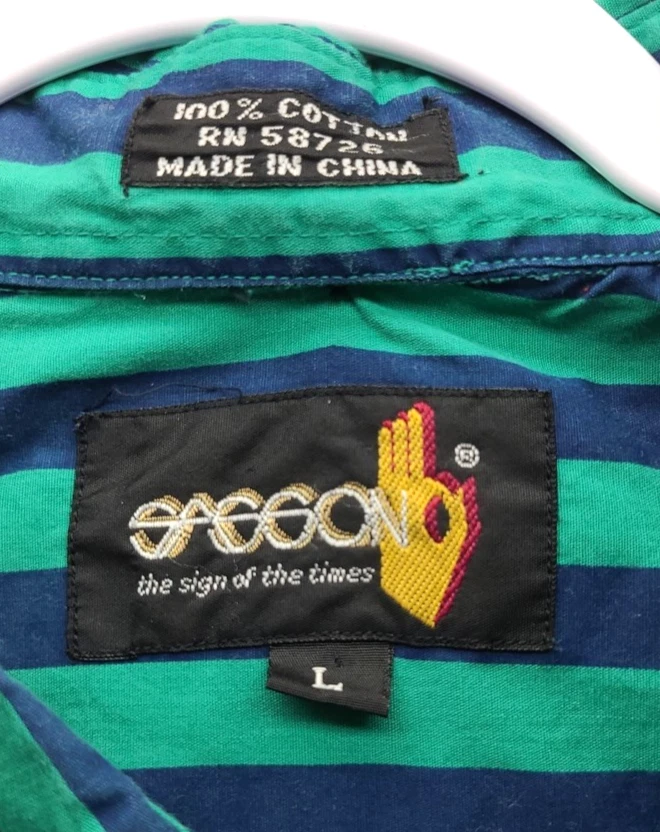 100% COTTON
RN 58726
MADE IN CHINA
SASSON ®
the sign of the times
L